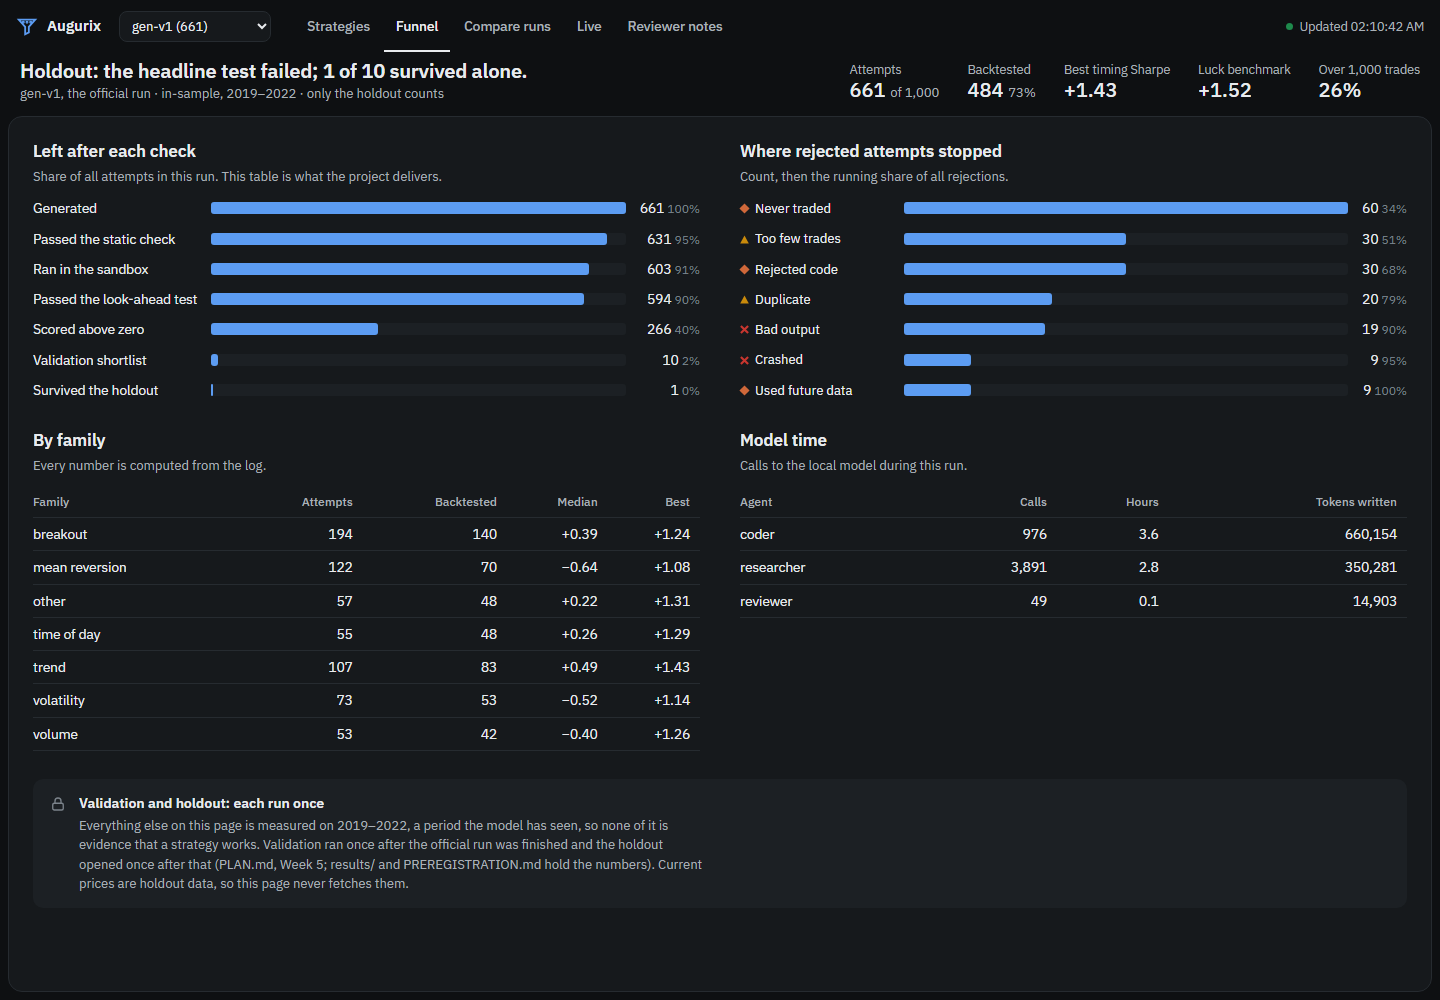 Augurix
gen-v1 (661)
Strategies
Funnel
Compare runs
Live
Reviewer notes
Updated 02:10:42 AM
Holdout: the headline test failed; 1 of 10 survived alone.
gen-v1, the official run · in-sample, 2019–2022 · only the holdout counts
Attempts
661 of 1,000
Backtested
484 73%
Best timing Sharpe
+1.43
Luck benchmark
+1.52
Over 1,000 trades
26%
Left after each check
Share of all attempts in this run. This table is what the project delivers.
Generated 661 100%
Passed the static check 631 95%
Ran in the sandbox 603 91%
Passed the look-ahead test 594 90%
Scored above zero 266 40%
Validation shortlist 10 2%
Survived the holdout 1 0%
Where rejected attempts stopped
Count, then the running share of all rejections.
Never traded 60 34%
Too few trades 30 51%
Rejected code 30 68%
Duplicate 20 79%
Bad output 19 90%
Crashed 9 95%
Used future data 9 100%
By family
Every number is computed from the log.
Family Attempts Backtested Median Best
breakout 194 140 +0.39 +1.24
mean reversion 122 70 −0.64 +1.08
other 57 48 +0.22 +1.31
time of day 55 48 +0.26 +1.29
trend 107 83 +0.49 +1.43
volatility 73 53 −0.52 +1.14
volume 53 42 −0.40 +1.26
Model time
Calls to the local model during this run.
Agent Calls Hours Tokens written
coder 976 3.6 660,154
researcher 3,891 2.8 350,281
reviewer 49 0.1 14,903
Validation and holdout: each run once
Everything else on this page is measured on 2019–2022, a period the model has seen, so none of it is
evidence that a strategy works. Validation ran once after the official run was finished and the holdout
opened once after that (PLAN.md, Week 5; results/ and PREREGISTRATION.md hold the numbers). Current
prices are holdout data, so this page never fetches them.